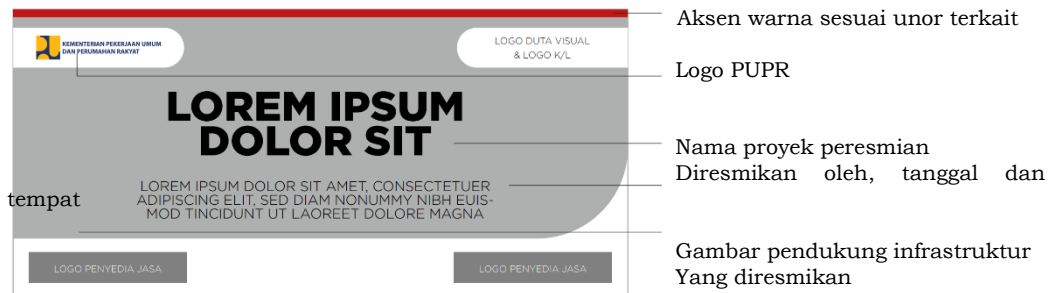 Aksen warna sesuai unor terkait
KEMENTERIAN PEKERJAAN UMUM
DAN PERUMAHAN RAKYAT
LOGO DUTA VISUAL
& LOGO K/L
Logo PUPR
LOREM IPSUM
DOLOR SIT
Nama proyek peresmian
Diresmikan oleh, tanggal dan
tempat
LOREM IPSUM DOLOR SIT AMET, CONSECTETUER
ADIPISCING ELIT, SED DIAM NONUMMY NIBH EUIS-
MOD TINCIDUNT UT LAOREET DOLORE MAGNA
Gambar pendukung infrastruktur
Yang diresmikan
LOGO PENYEDIA JASA
LOGO PENYEDIA JASA